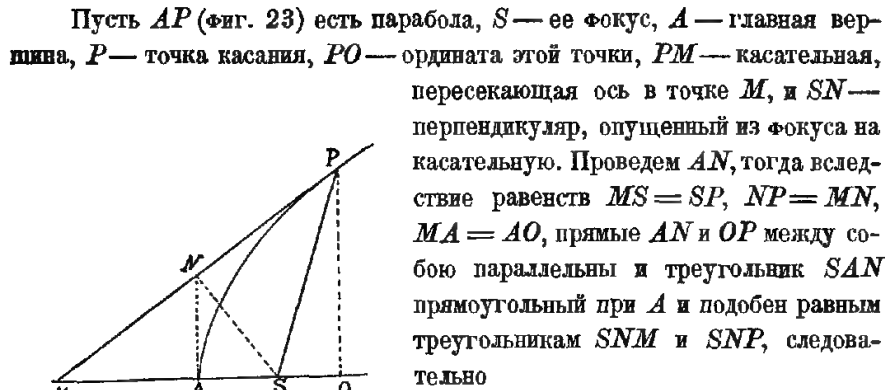 Пусть AP (фиг. 23) есть парабола, S — ее фокус, A — главная вер-
шина, P — точка касания, PO — ордината этой точки, PM — касательная,
пересекающая ось в точке M, и SN —
перпендикуляр, опущенный из фокуса на
касательную. Проведем AN, тогда вслед-
ствие равенств MS = SP, NP = MN,
MA = AO, прямые AN и OP между со-
бою параллельны и треугольник SAN
прямоугольный при A и подобен равным
треугольникам SNM и SNP, следова-
тельно
P
N
A
S